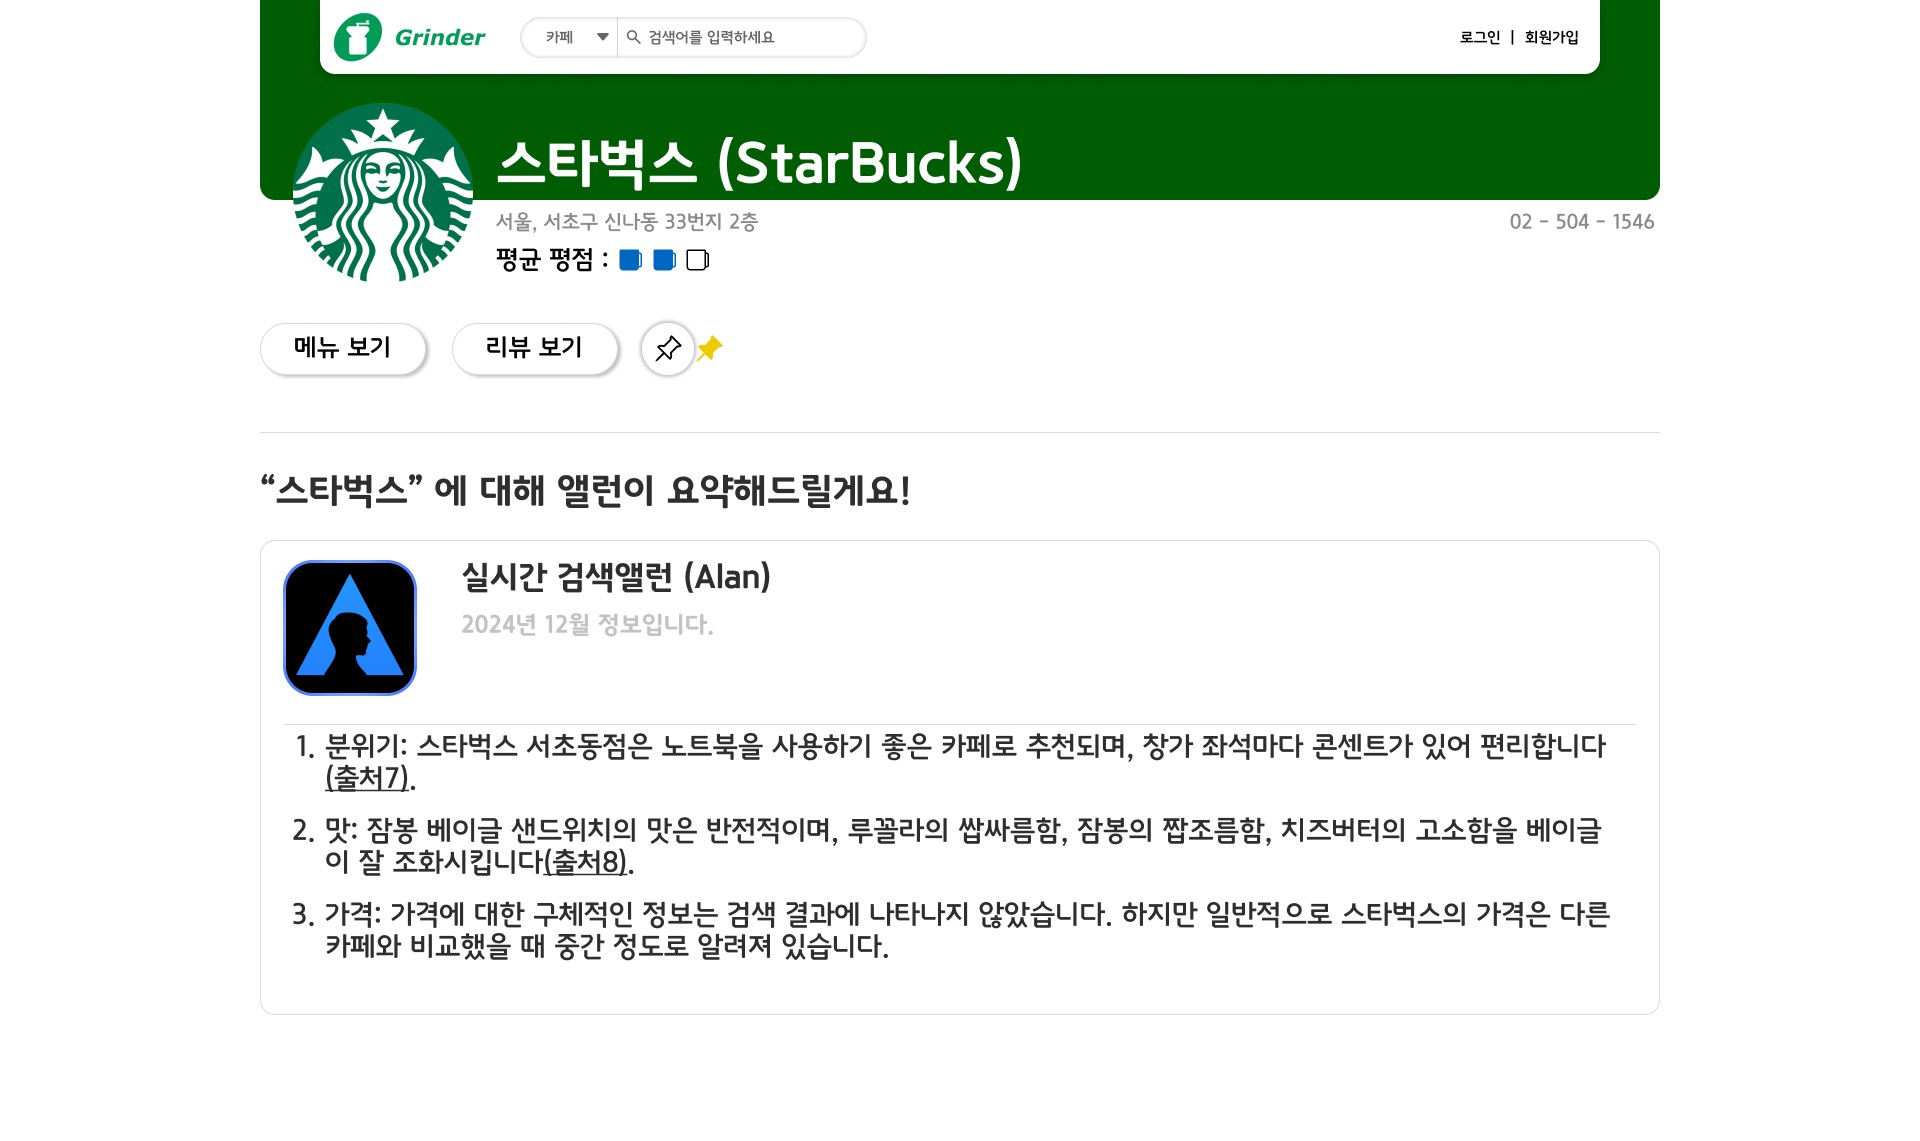 Grinder
카페
검색어를 입력하세요
로그인 | 회원가입
스타벅스 (StarBucks)
서울, 서초구 신나동 33번지 2층
02 - 504 - 1546
평균 평점 :
메뉴 보기
리뷰 보기
“스타벅스” 에 대해 앨런이 요약해드릴게요!
실시간 검색앨런 (Alan)
2024년 12월 정보입니다.
1. 분위기: 스타벅스 서초동점은 노트북을 사용하기 좋은 카페로 추천되며, 창가 좌석마다 콘센트가 있어 편리합니다
(출처7).
2. 맛: 잠봉 베이글 샌드위치의 맛은 반전적이며, 루꼴라의 쌉싸름함, 잠봉의 짭조름함, 치즈버터의 고소함을 베이글
이 잘 조화시킵니다(출처8).
3. 가격: 가격에 대한 구체적인 정보는 검색 결과에 나타나지 않았습니다. 하지만 일반적으로 스타벅스의 가격은 다른
카페와 비교했을 때 중간 정도로 알려져 있습니다.